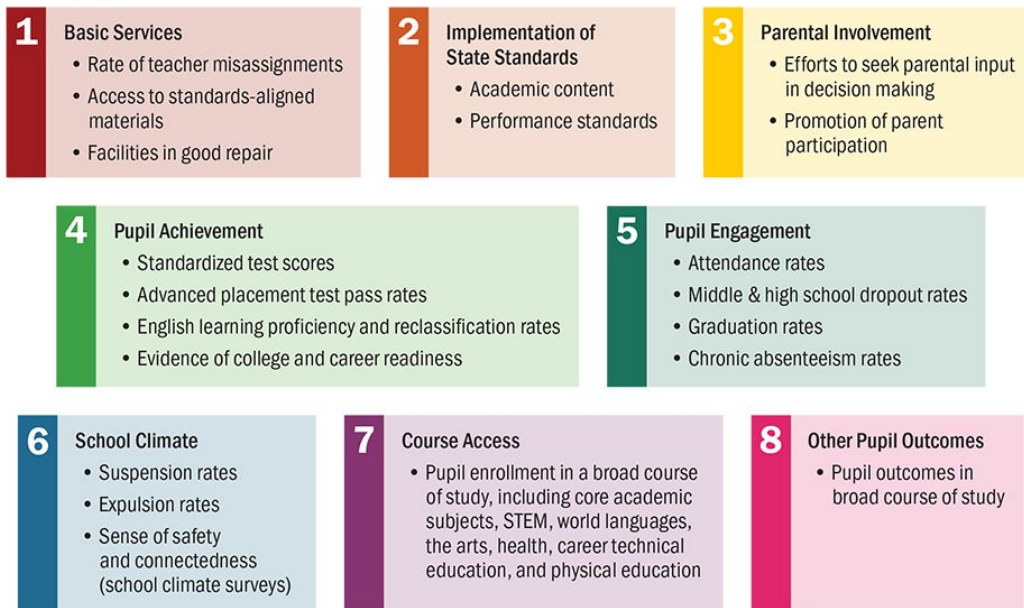 1
Basic Services
• Rate of teacher misassignments
• Access to standards-aligned
materials
• Facilities in good repair
2
Implementation of
State Standards
• Academic content
• Performance standards
3
Parental Involvement
• Efforts to seek parental input
in decision making
• Promotion of parent
participation
4
Pupil Achievement
• Standardized test scores
• Advanced placement test pass rates
• English learning proficiency and reclassification rates
• Evidence of college and career readiness
5
Pupil Engagement
• Attendance rates
• Middle & high school dropout rates
• Graduation rates
• Chronic absenteeism rates
6
School Climate
• Suspension rates
• Expulsion rates
• Sense of safety
and connectedness
(school climate surveys)
7
Course Access
• Pupil enrollment in a broad course
of study, including core academic
subjects, STEM, world languages,
the arts, health, career technical
education, and physical education
8
Other Pupil Outcomes
• Pupil outcomes in
broad course of study